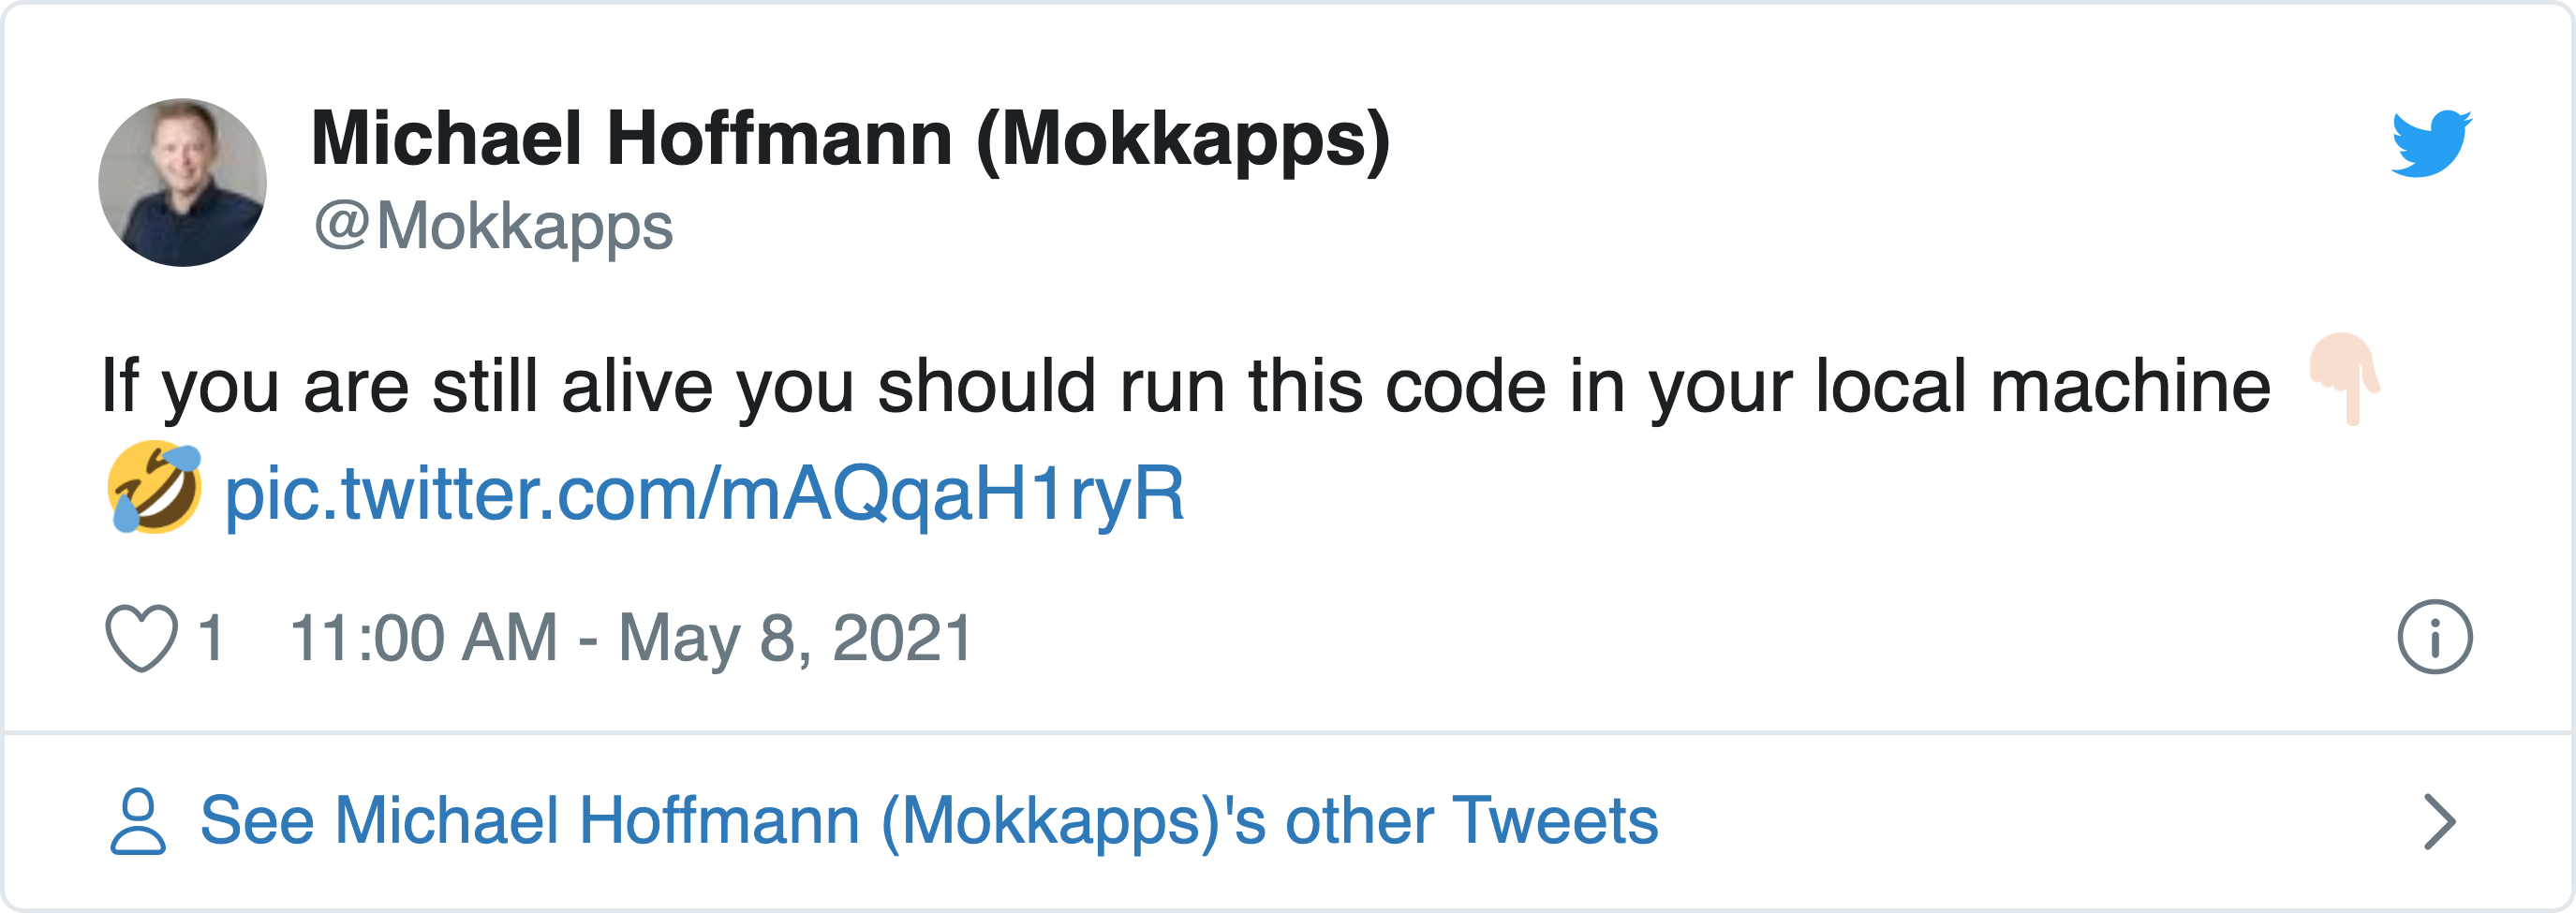 Michael Hoffmann (Mokkapps)
@Mokkapps
If you are still alive you should run this code in your local machine 👇🏻
🤣 pic.twitter.com/mAQqaH1ryR
1 11:00 AM - May 8, 2021
See Michael Hoffmann (Mokkapps)'s other Tweets